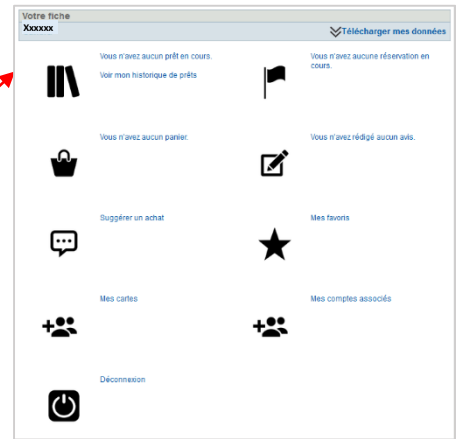 Votre fiche
Xxxxxx
Télécharger mes données
Vous n'avez aucun prêt en cours.
Voir mon historique de prêts
Vous n'avez aucune réservation en
cours.
Vous n'avez aucun panier.
Vous n'avez rédigé aucun avis.
Suggérer un achat
Mes favoris
Mes cartes
Mes comptes associés
Déconnexion